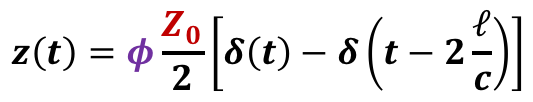 z(t) = ϕ Z₀/2 [δ(t) − δ(t − 2 ℓ/c)]